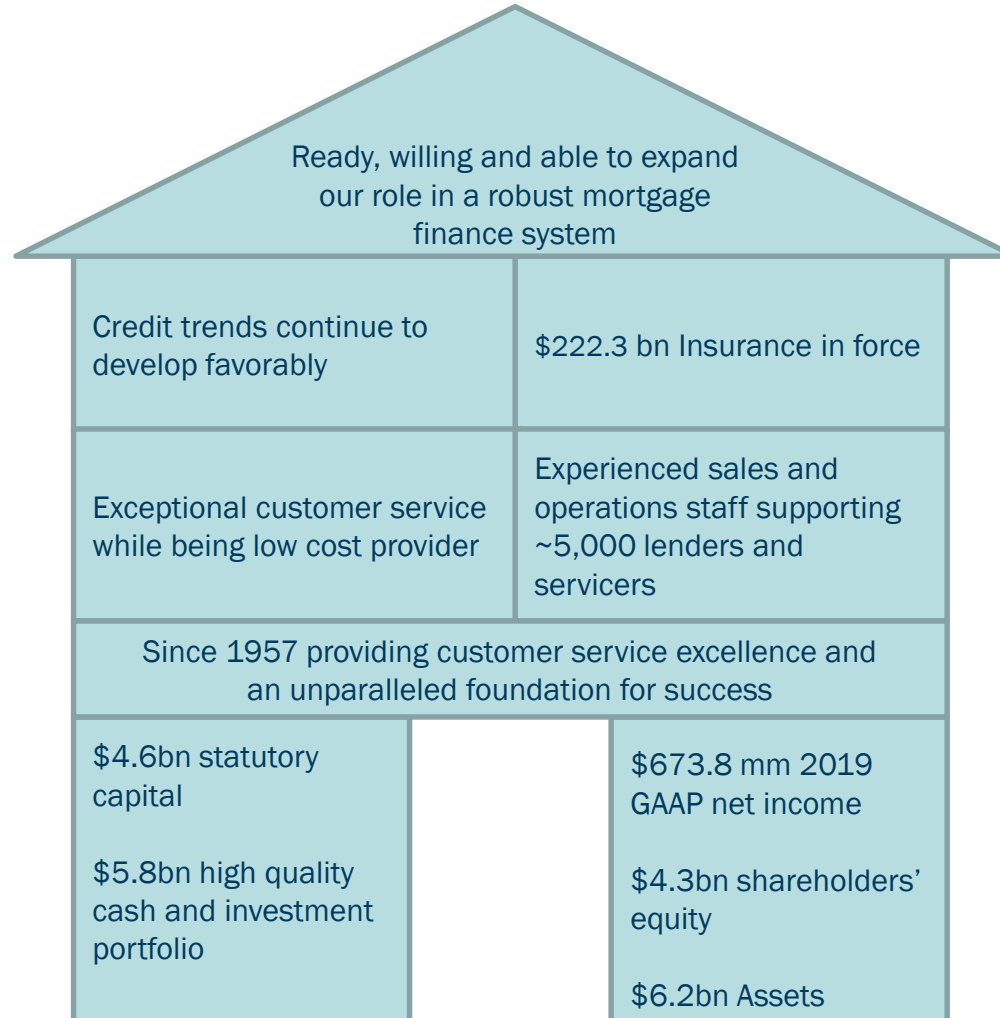 Ready, willing and able to expand
our role in a robust mortgage
finance system
Credit trends continue to
develop favorably
$222.3 bn Insurance in force
Exceptional customer service
while being low cost provider
Experienced sales and
operations staff supporting
~5,000 lenders and
servicers
Since 1957 providing customer service excellence and
an unparalleled foundation for success
$4.6bn statutory
capital
$5.8bn high quality
cash and investment
portfolio
$673.8 mm 2019
GAAP net income
$4.3bn shareholders’
equity
$6.2bn Assets